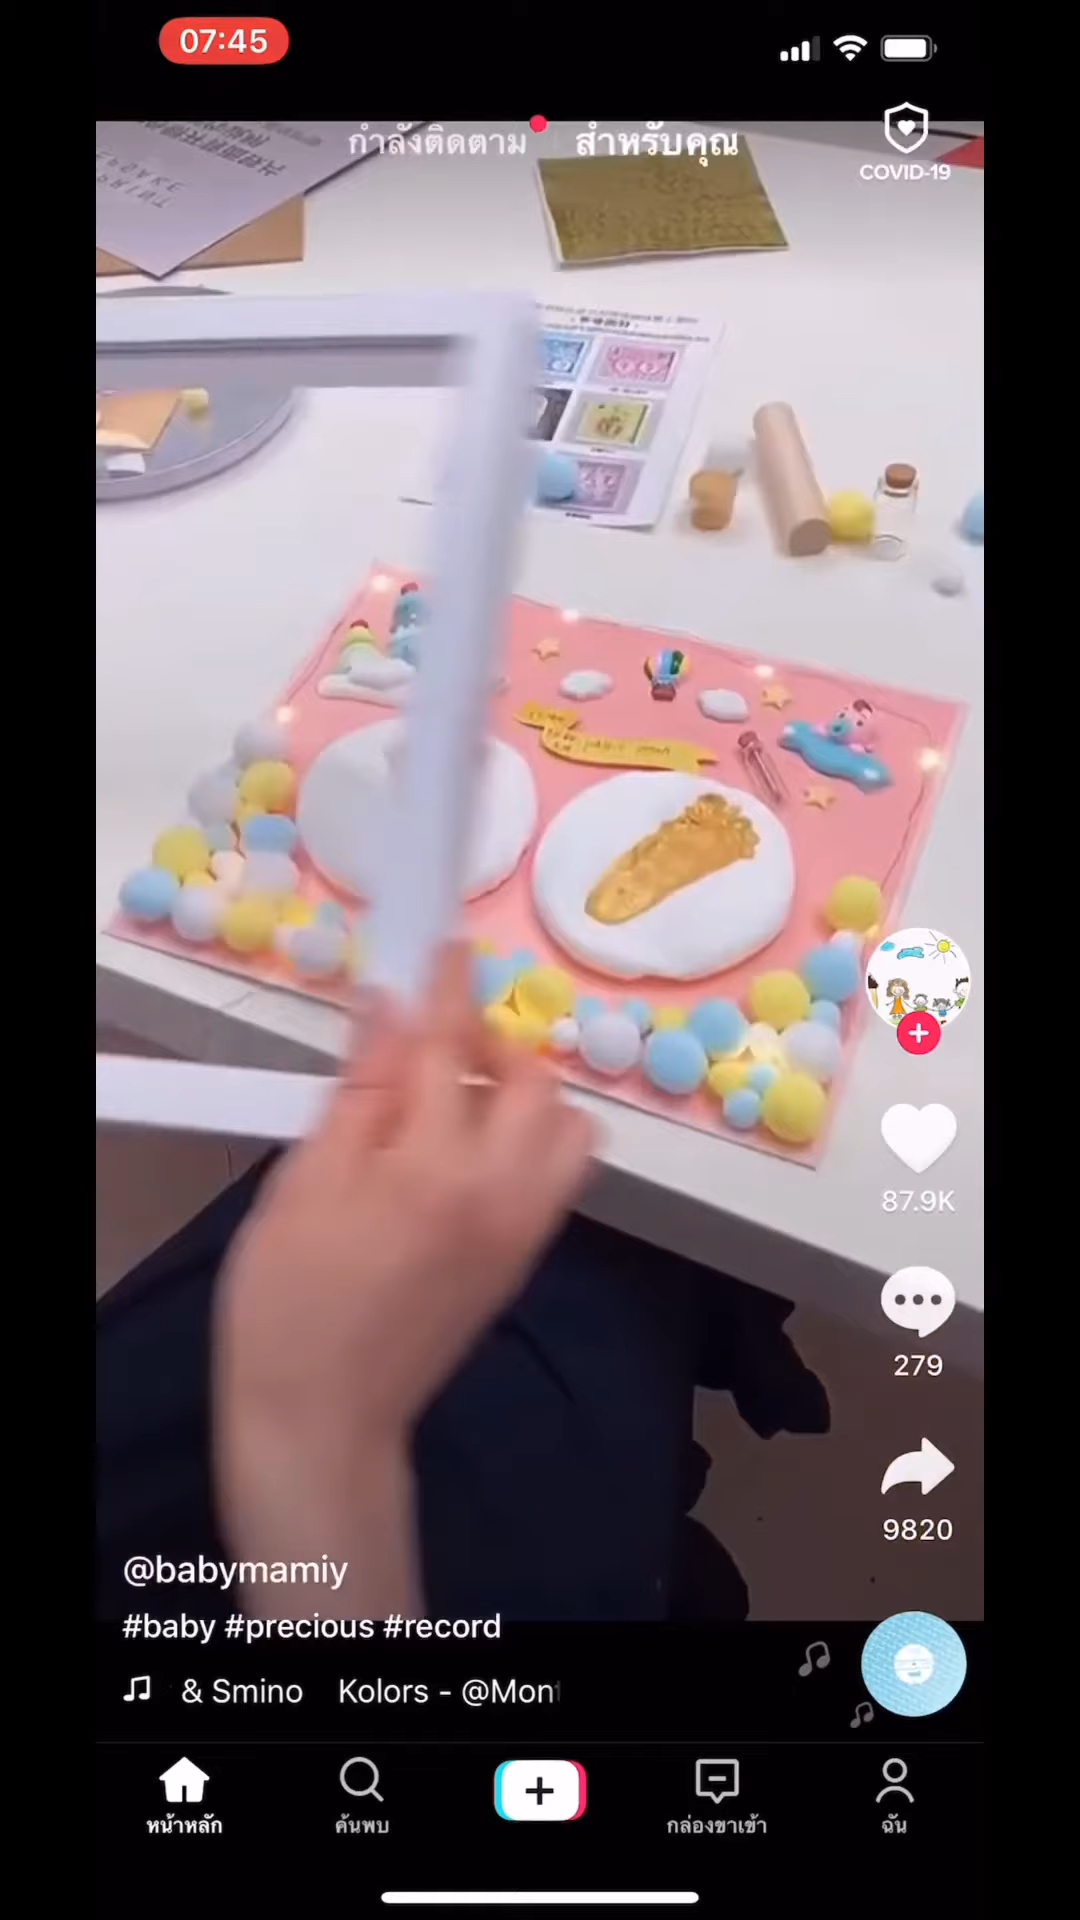 07:45
กำลังติดตาม
สำหรับคุณ
COVID-19
87.9K
279
9820
@babymamiy
#baby #precious #record
& Smino Kolors - @Mon
หน้าหลัก
ค้นพบ
กล่องขาเข้า
ฉัน